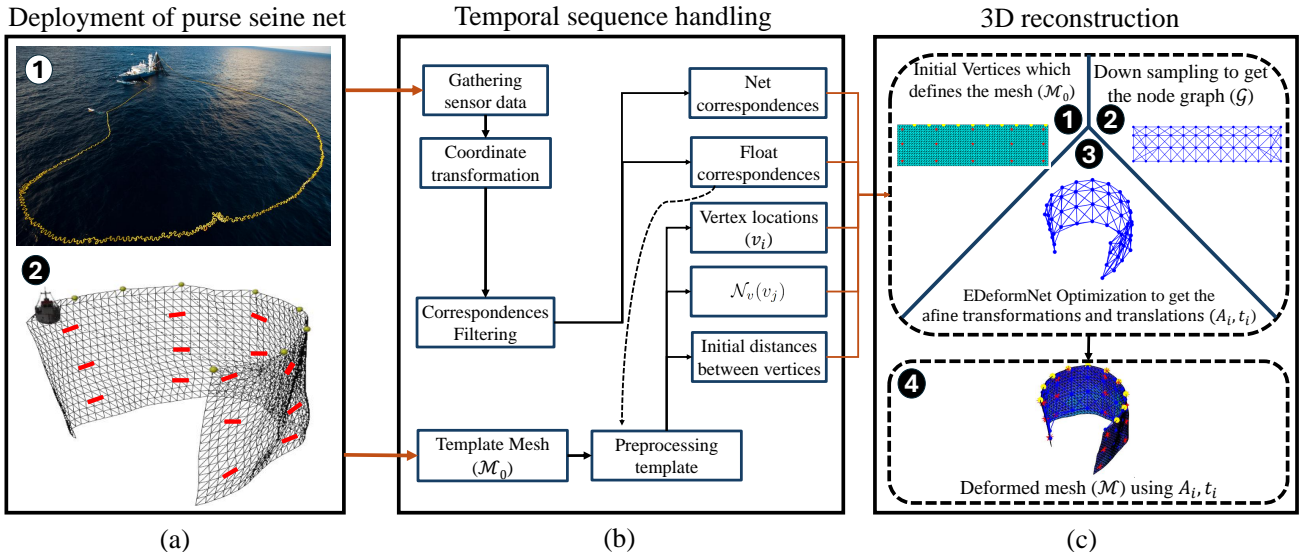 Deployment of purse seine net
1
2
(a)
Temporal sequence handling
Gathering
sensor data
Coordinate
transformation
Correspondences
Filtering
Template Mesh
(ℳ₀)
Preprocessing
template
Net
correspondences
Float
correspondences
Vertex locations
(𝑣ᵢ)
𝒩ᵥ(𝑣ⱼ)
Initial distances
between vertices
(b)
3D reconstruction
Initial Vertices which
defines the mesh (ℳ₀)
1
Down sampling to get
the node graph (𝒢)
2
3
EDeformNet Optimization to get the
afine transformations and translations (𝐴ᵢ, 𝑡ᵢ)
4
Deformed mesh (ℳ) using 𝐴ᵢ, 𝑡ᵢ
(c)